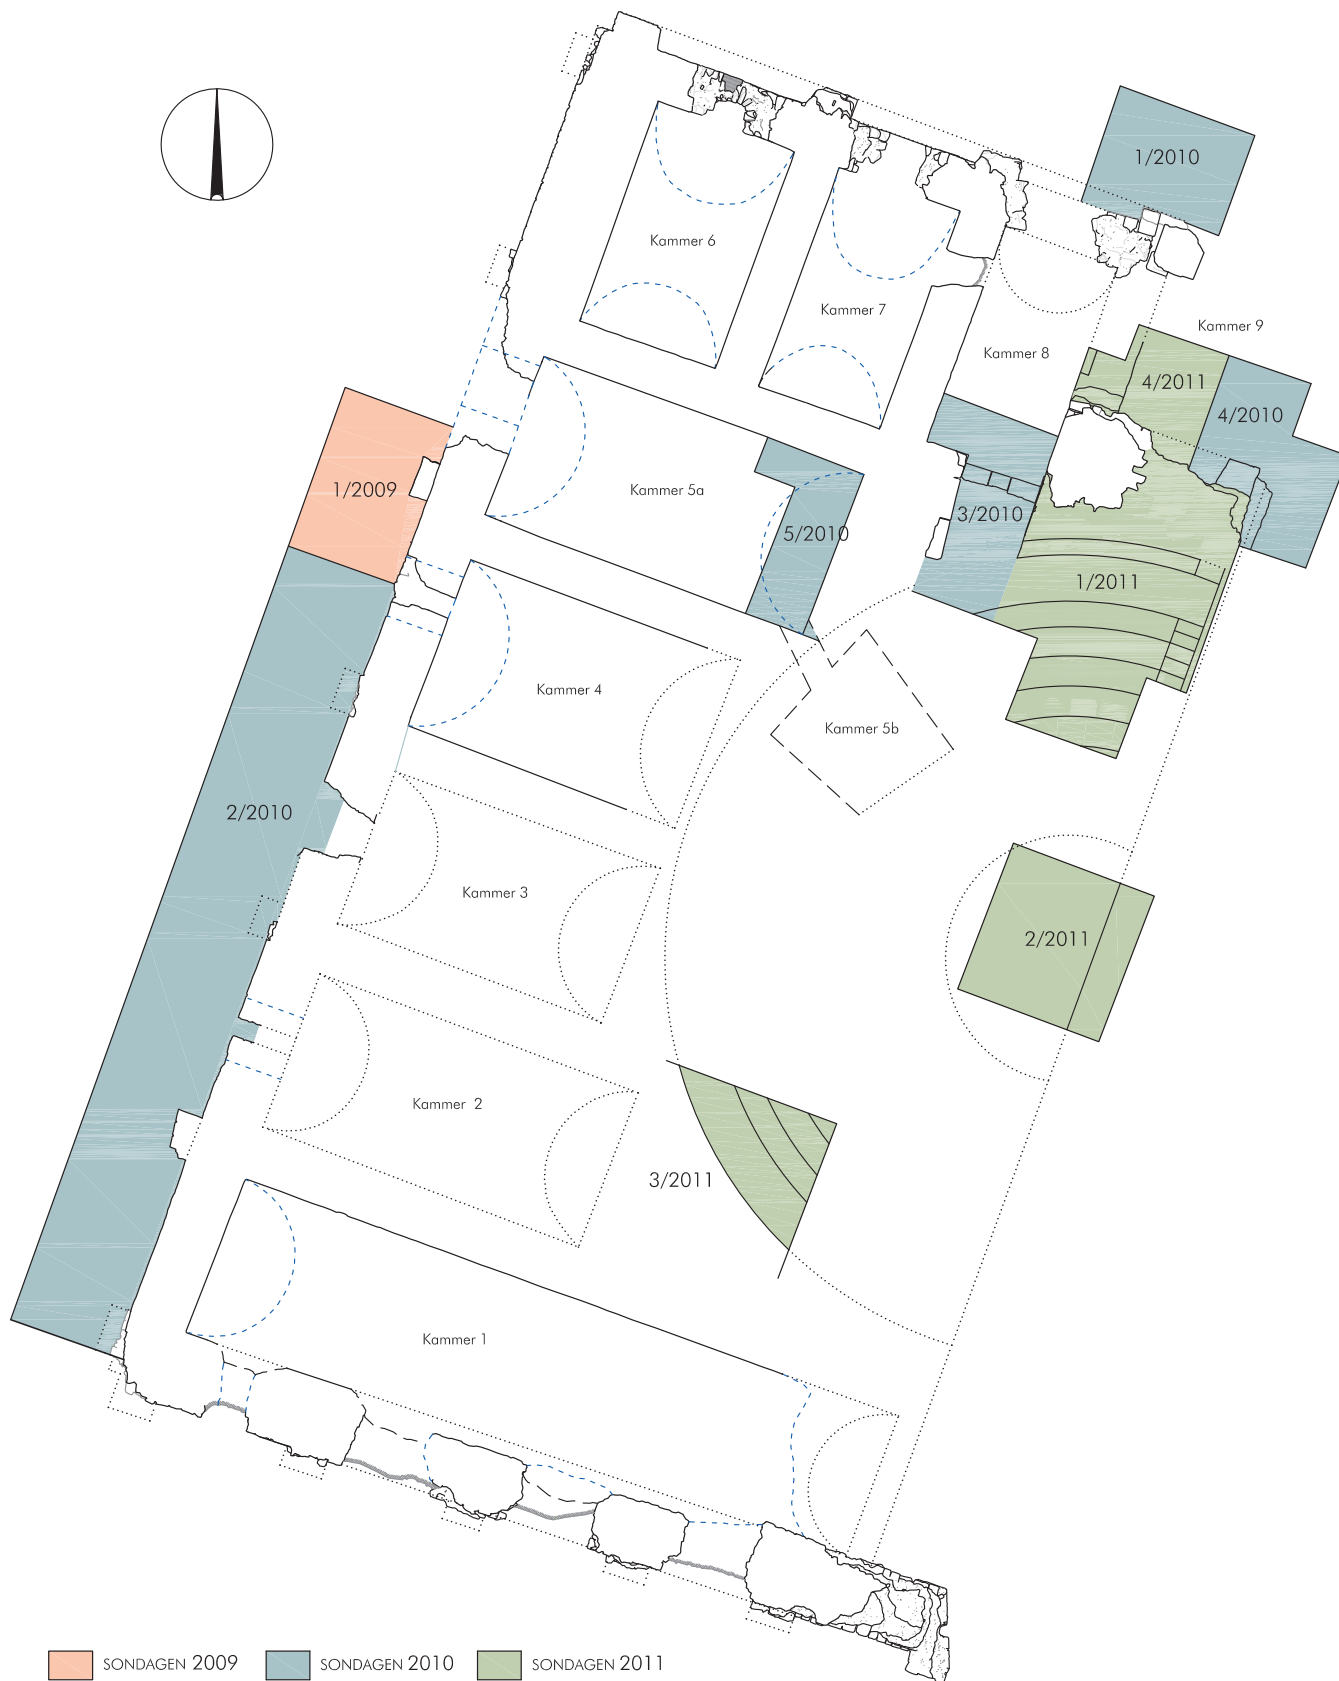 1/2010
Kammer 6
Kammer 7
Kammer 9
Kammer 8
4/2011
4/2010
1/2009
Kammer 5a
3/2010
5/2010
1/2011
Kammer 4
Kammer 5b
2/2010
Kammer 3
2/2011
Kammer 2
3/2011
Kammer 1
SONDAGEN 2009
SONDAGEN 2010
SONDAGEN 2011